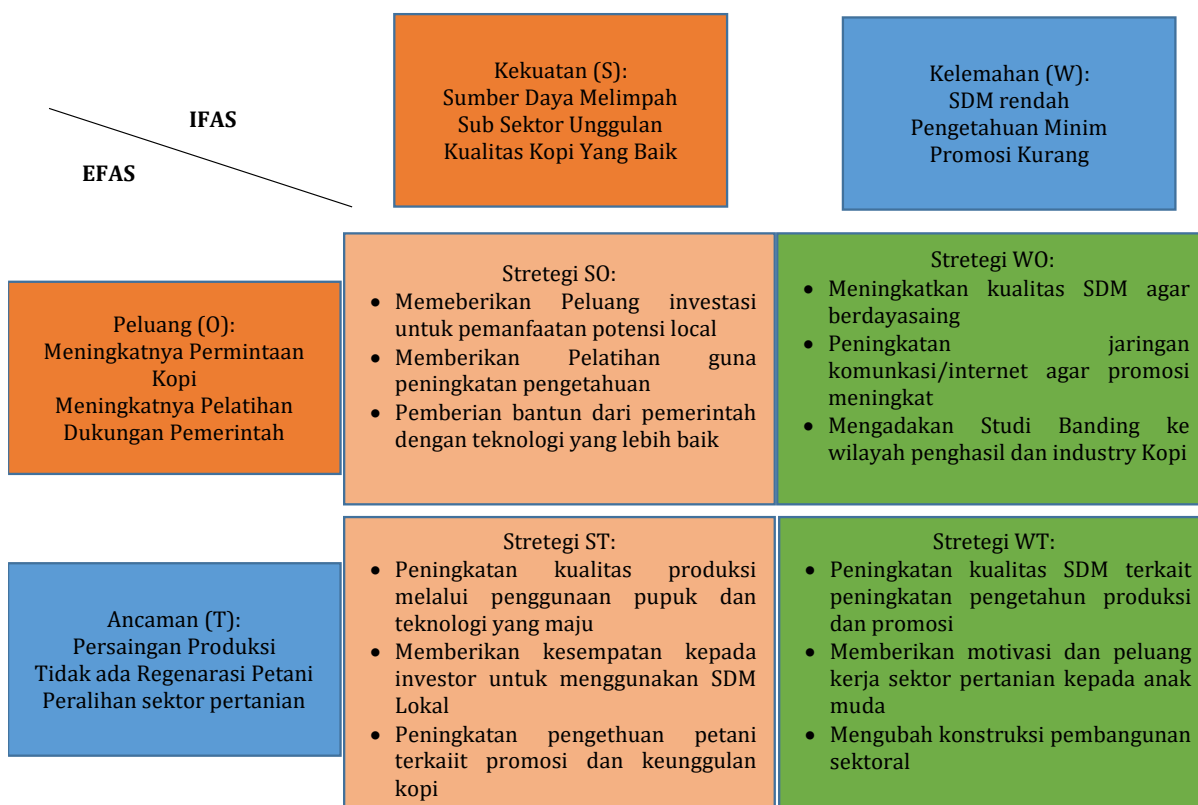 IFAS
EFAS
Kekuatan (S):
Sumber Daya Melimpah
Sub Sektor Unggulan
Kualitas Kopi Yang Baik
Kelemahan (W):
SDM rendah
Pengetahuan Minim
Promosi Kurang
Peluang (O):
Meningkatnya Permintaan
Kopi
Meningkatnya Pelatihan
Dukungan Pemerintah
Stretegi SO:
• Memeberikan Peluang investasi
untuk pemanfaatan potensi local
• Memberikan Pelatihan guna
peningkatan pengetahuan
• Pemberian bantun dari pemerintah
dengan teknologi yang lebih baik
Stretegi WO:
• Meningkatkan kualitas SDM agar
berdayasaing
• Peningkatan jaringan
komunkasi/internet agar promosi
meningkat
• Mengadakan Studi Banding ke
wilayah penghasil dan industry Kopi
Ancaman (T):
Persaingan Produksi
Tidak ada Regenarasi Petani
Peralihan sektor pertanian
Stretegi ST:
• Peningkatan kualitas produksi
melalui penggunaan pupuk dan
teknologi yang maju
• Memberikan kesempatan kepada
investor untuk menggunakan SDM
Lokal
• Peningkatan pengethuan petani
terkaiit promosi dan keunggulan
kopi
Stretegi WT:
• Peningkatan kualitas SDM terkait
peningkatan pengetahun produksi
dan promosi
• Memberikan motivasi dan peluang
kerja sektor pertanian kepada anak
muda
• Mengubah konstruksi pembangunan
sektoral